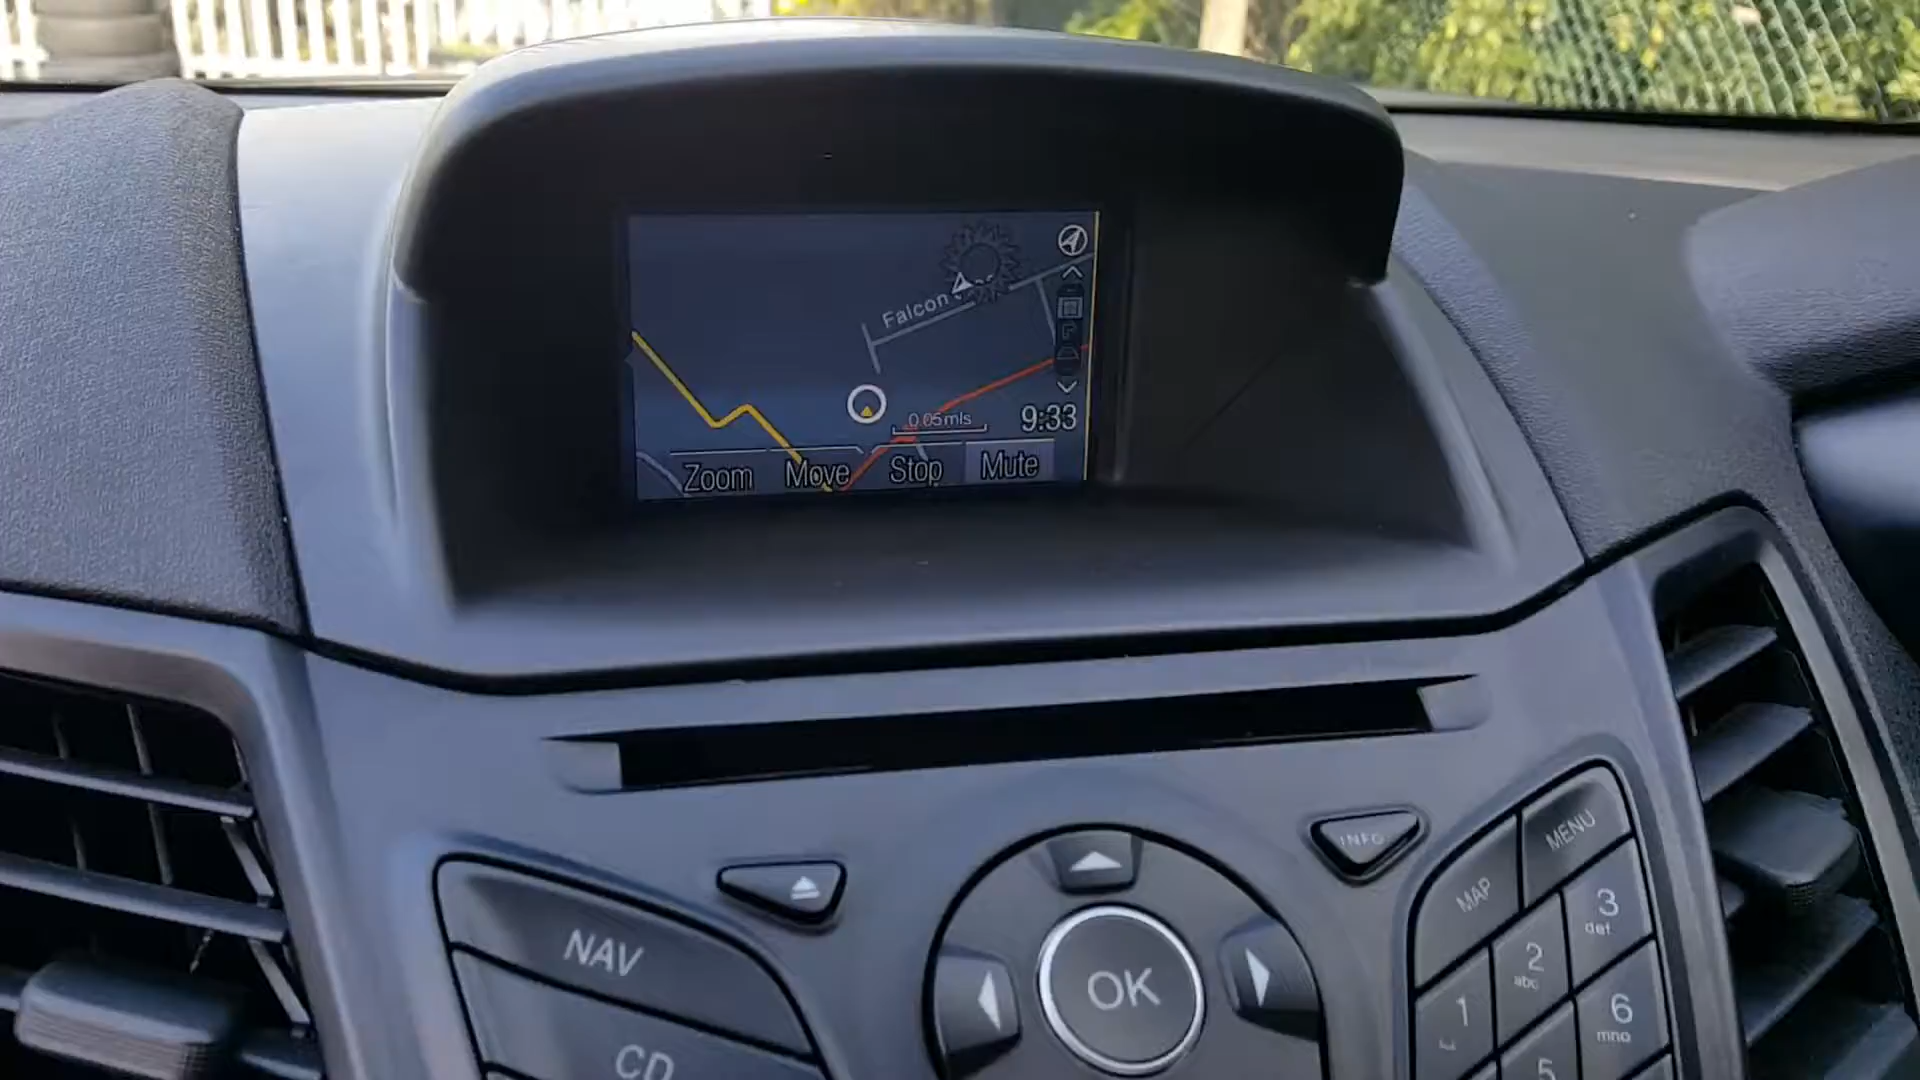 Falcon
0.05mls
9:33
Zoom Move Stop Mute
INFO
MENU
MAP
NAV
OK
CD
3
def
2
abc
1
6
mno
5